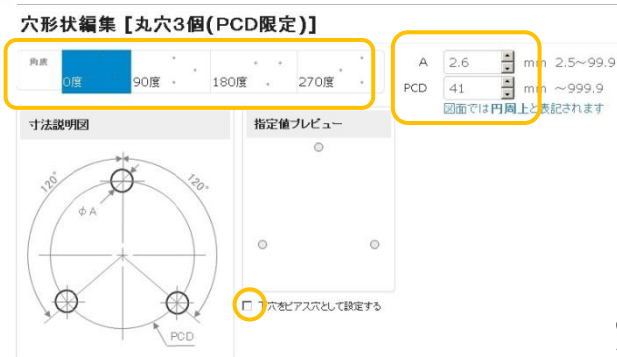 穴形状編集 [丸穴3個(PCD限定)]
角度
0度 90度 180度 270度
A 2.6 mm 2.5～99.9
PCD 41 mm ～999.9
図面では円周上と表記されます
寸法説明図
指定値プレビュー
120°
120°
φA
PCD
穴をピアス穴として設定する